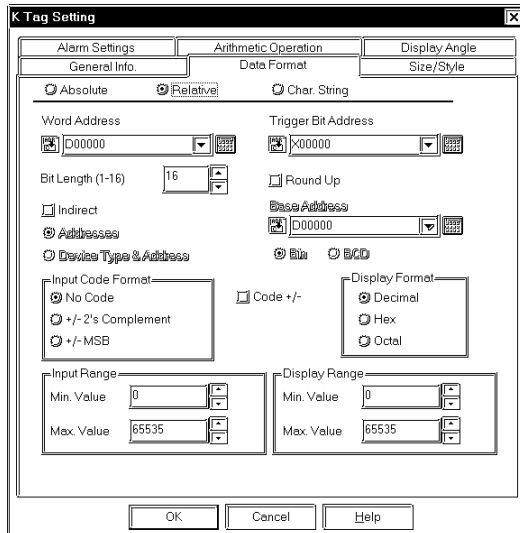 K Tag Setting
Alarm Settings Arithmetic Operation Display Angle
General Info. Data Format Size/Style
Absolute Relative Char. String
Word Address Trigger Bit Address
D00000 X00000
Bit Length (1-16) 16 Round Up
Indirect Base Address
Addresses D00000
Device Type & Address Bin BCD
Input Code Format Display Format
No Code Code +/- Decimal
+/- 2's Complement Hex
+/- MSB Octal
Input Range Display Range
Min. Value 0 Min. Value 0
Max. Value 65535 Max. Value 65535
OK Cancel Help